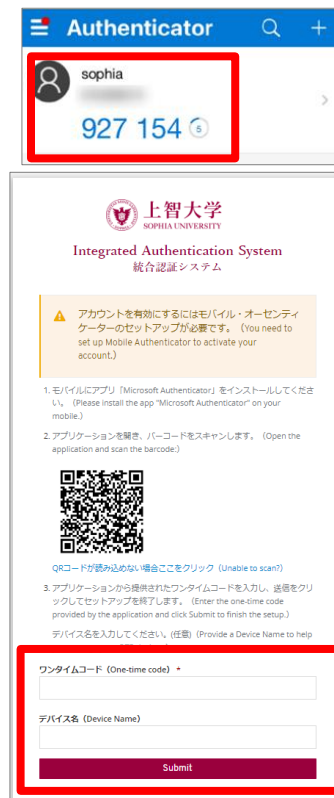 Authenticator
sophia
927 154
6
上智大学
SOPHIA UNIVERSITY
Integrated Authentication System
統合認証システム
アカウントを有効にするにはモバイル・オーセンティ
ケーターのセットアップが必要です。 (You need to
set up Mobile Authenticator to activate your
account.)
1. モバイルにアプリ「Microsoft Authenticator」をインストールしてくださ
い。 (Please install the app "Microsoft Authenticator" on your
mobile.)
2. アプリケーションを開き、バーコードをスキャンします。 (Open the
application and scan the barcode:)
QRコードが読み込めない場合ここをクリック (Unable to scan?)
3. アプリケーションから提供されたワンタイムコードを入力し、送信をクリ
ックしてセットアップを終了します。 (Enter the one-time code
provided by the application and click Submit to finish the setup.)
デバイス名を入力してください。(任意) (Provide a Device Name to help
ワンタイムコード (One-time code) *
デバイス名 (Device Name)
Submit